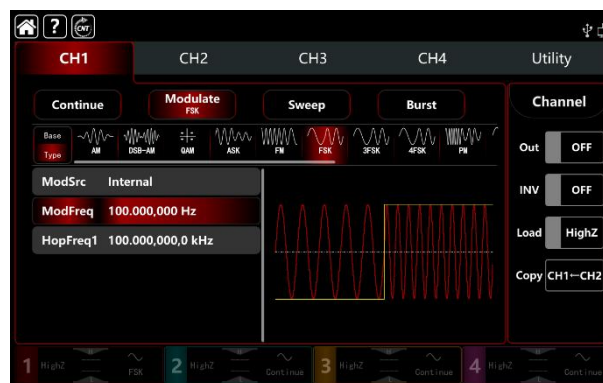 ? CNT
CH1 CH2 CH3 CH4 Utility
Continue Modulate Sweep Burst Channel
FSK
Base
Type AM DSB-AM QAM ASK FM FSK 3FSK 4FSK PM
Out OFF
ModSrc Internal
INV OFF
ModFreq 100.000,000 Hz
Load HighZ
HopFreq1 100.000,000,0 kHz
Copy CH1←CH2
1 HighZ FSK 2 HighZ Continue 3 HighZ Continue 4 HighZ Continue